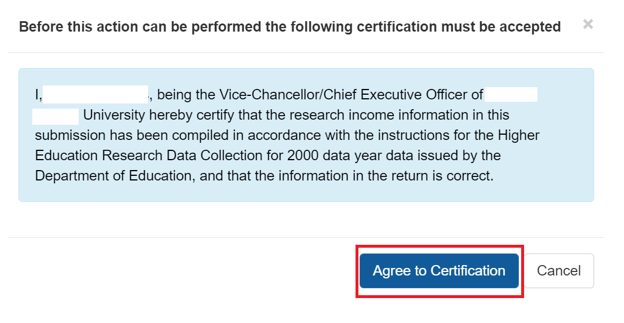 Before this action can be performed the following certification must be accepted ×
I, , being the Vice-Chancellor/Chief Executive Officer of
University hereby certify that the research income information in this
submission has been compiled in accordance with the instructions for the Higher
Education Research Data Collection for 2000 data year data issued by the
Department of Education, and that the information in the return is correct.
Agree to Certification Cancel